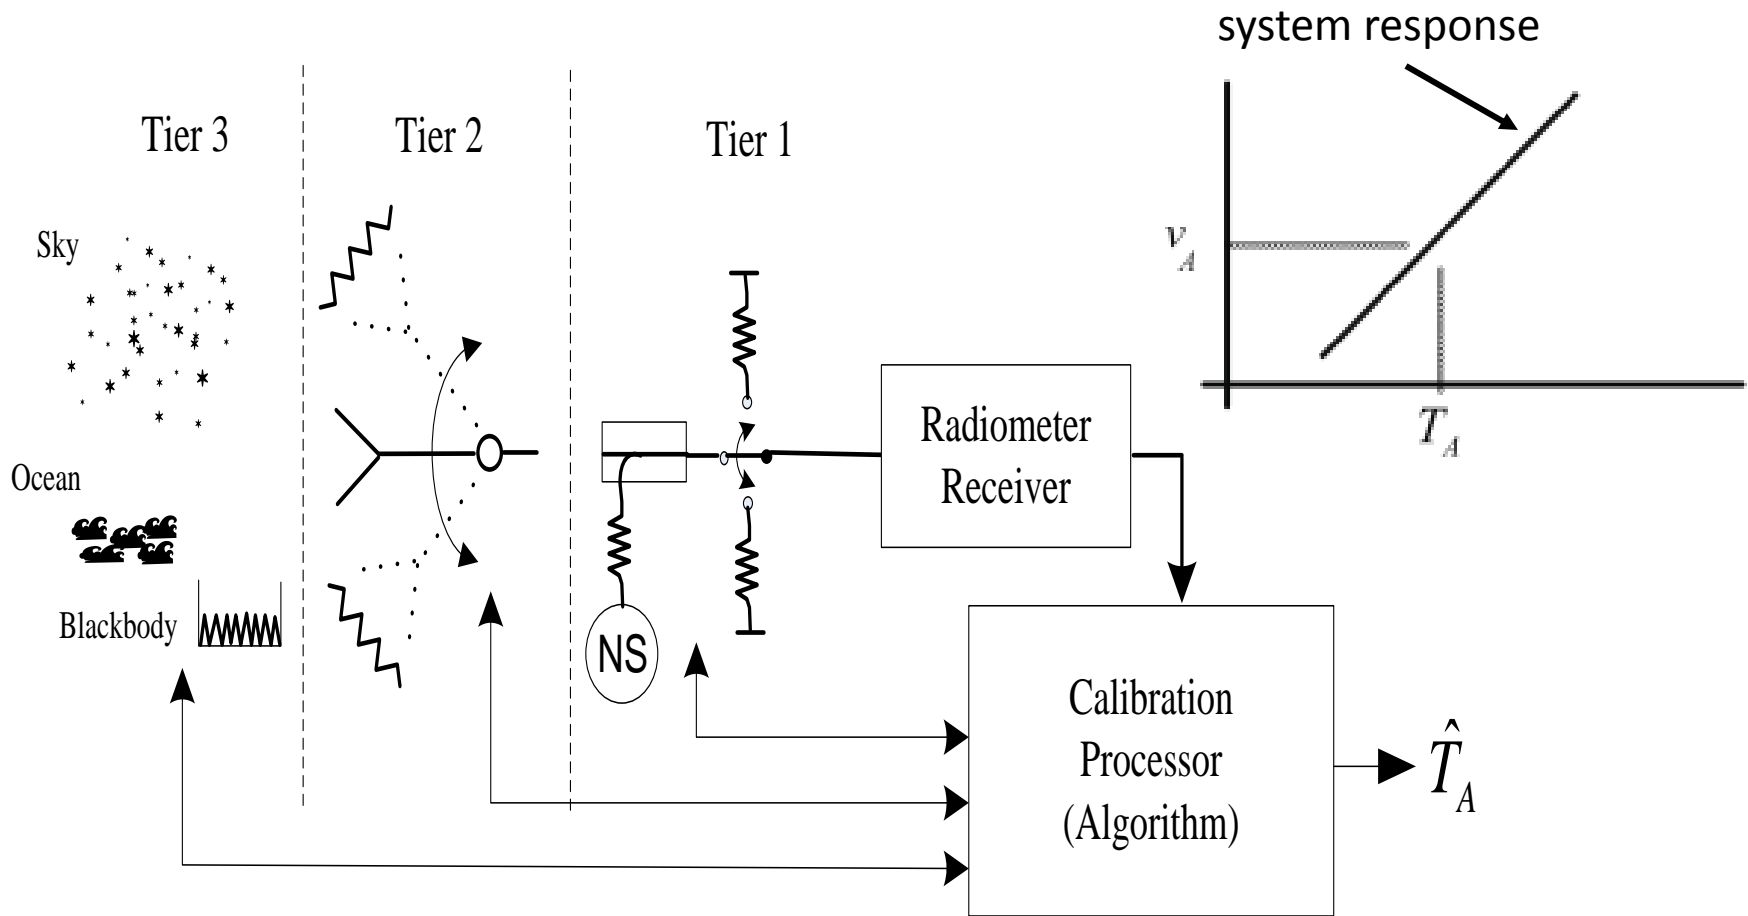 system response
Tier 3
Tier 2
Tier 1
Sky
v_A
T_A
Radiometer
Receiver
Ocean
Blackbody
NS
Calibration
Processor
(Algorithm)
T̂_A